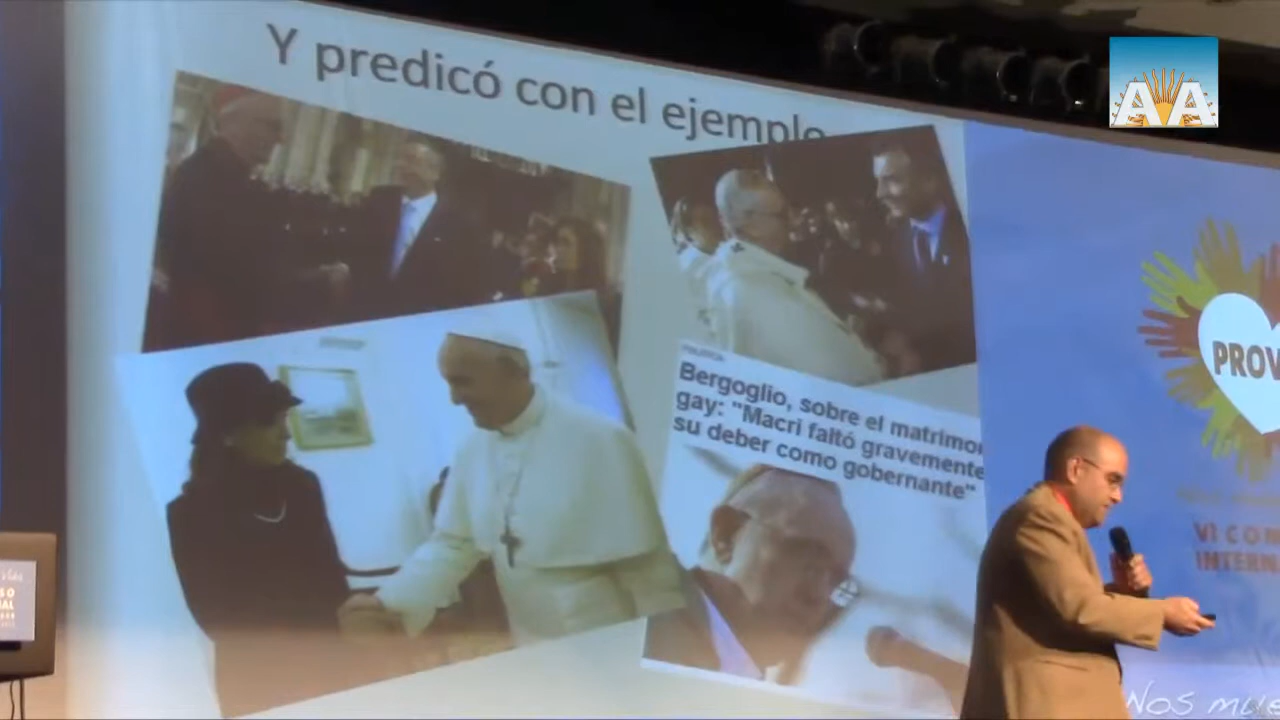 Y predicó con el ejemplo
AVA
Bergoglio, sobre el matrimon
gay: "Macri faltó gravemente
su deber como gobernante"
PROV
VI CON
INTERN
Nos mue